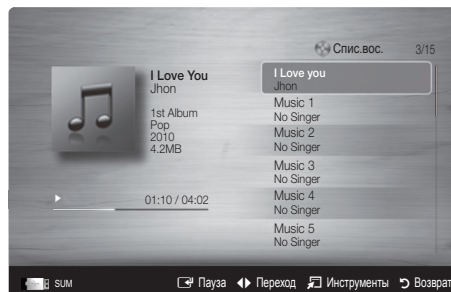 Спис.вос. 3/15
I Love You
Jhon
1st Album
Pop
2010
4.2MB
01:10 / 04:02
I Love you
Jhon
Music 1
No Singer
Music 2
No Singer
Music 3
No Singer
Music 4
No Singer
Music 5
No Singer
SUM Пауза Переход Инструменты Возврат